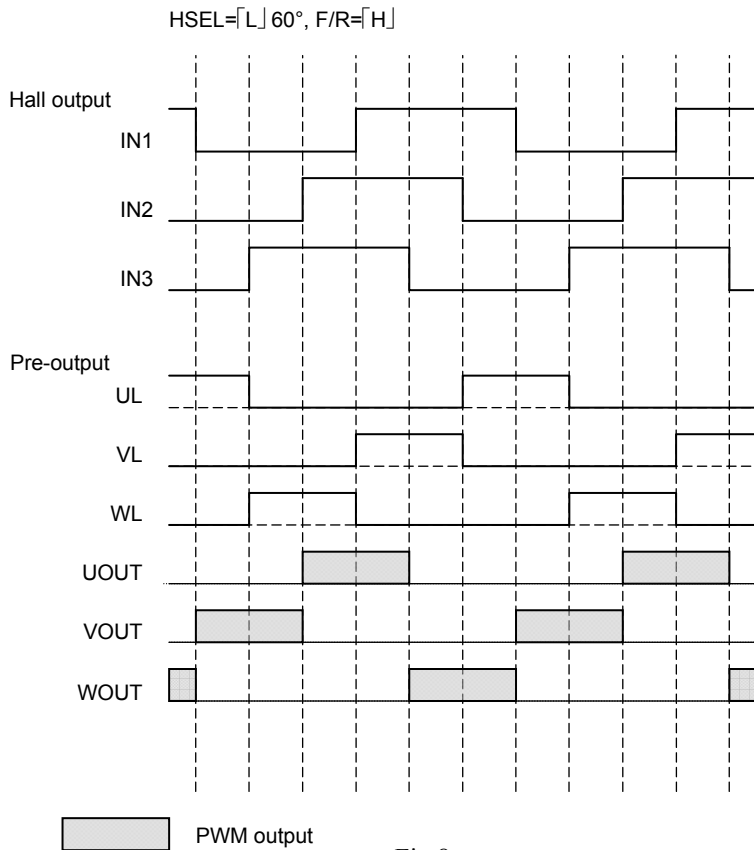 HSEL=「L」60°, F/R=「H」
Hall output
IN1
IN2
IN3
Pre-output
UL
VL
WL
UOUT
VOUT
WOUT
PWM output